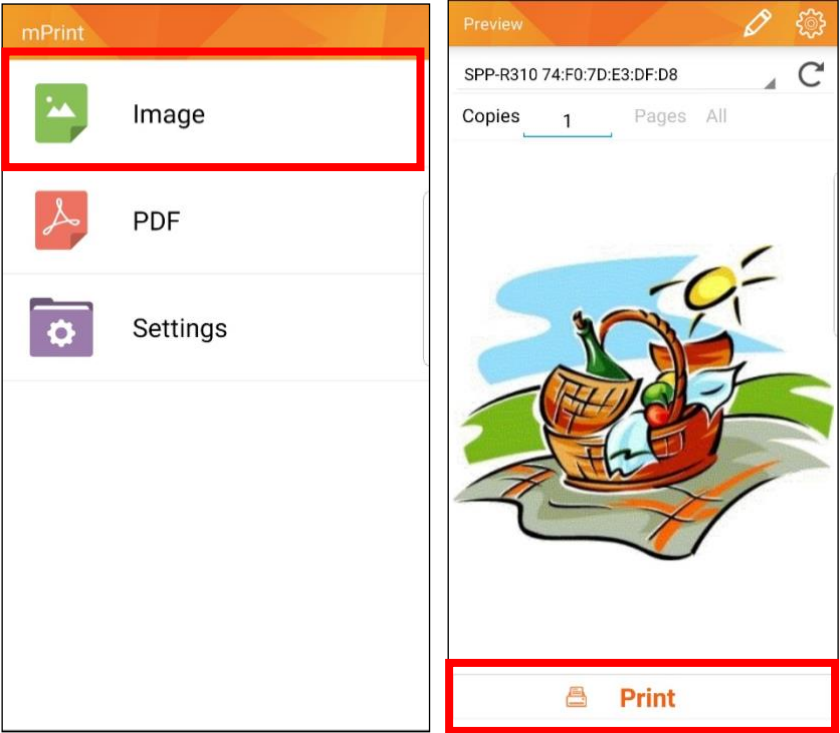 mPrint
Image
PDF
Settings
Preview
SPP-R310 74:F0:7D:E3:DF:D8
Copies 1 Pages All
Print